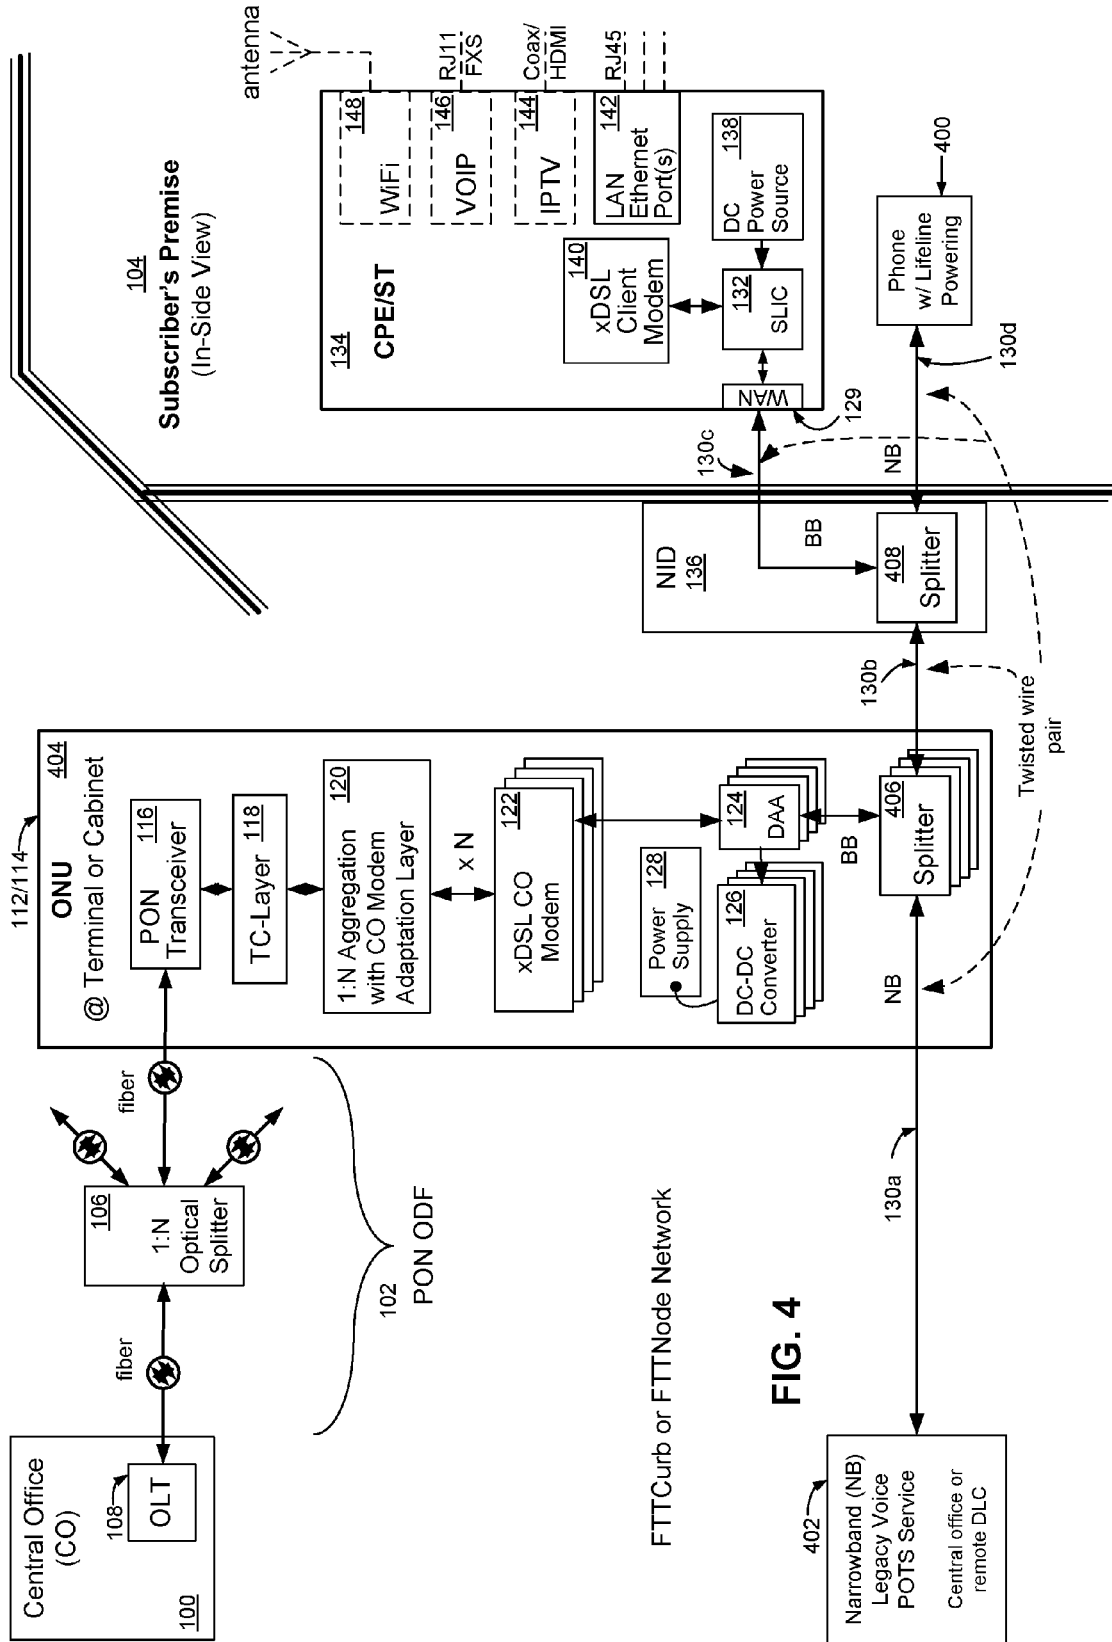 Central Office
(CO)
108
OLT
100
fiber
106
1:N
Optical
Splitter
fiber
102
PON ODF
112/114
ONU
404
@ Terminal or Cabinet
PON
Transceiver
116
TC-Layer
118
120
1:N Aggregation
with CO Modem
Adaptation Layer
x N
122
xDSL CO
Modem
128
Power
Supply
124
DAA
126
DC-DC
Converter
BB
406
Splitter
NB
104
Subscriber's Premise
(In-Side View)
antenna
134
CPE/ST
148
WiFi
146
VOIP
RJ11
FXS
144
IPTV
Coax/
HDMI
142
LAN
Ethernet
Port(s)
RJ45
140
xDSL
Client
Modem
138
DC
Power
Source
132
SLIC
WAN
129
130c
NID
136
BB
408
Splitter
NB
130b
Phone
w/ Lifeline
Powering
400
130d
Twisted wire
pair
FTTCurb or FTTNode Network
FIG. 4
130a
402
Narrowband (NB)
Legacy Voice
POTS Service
Central office or
remote DLC